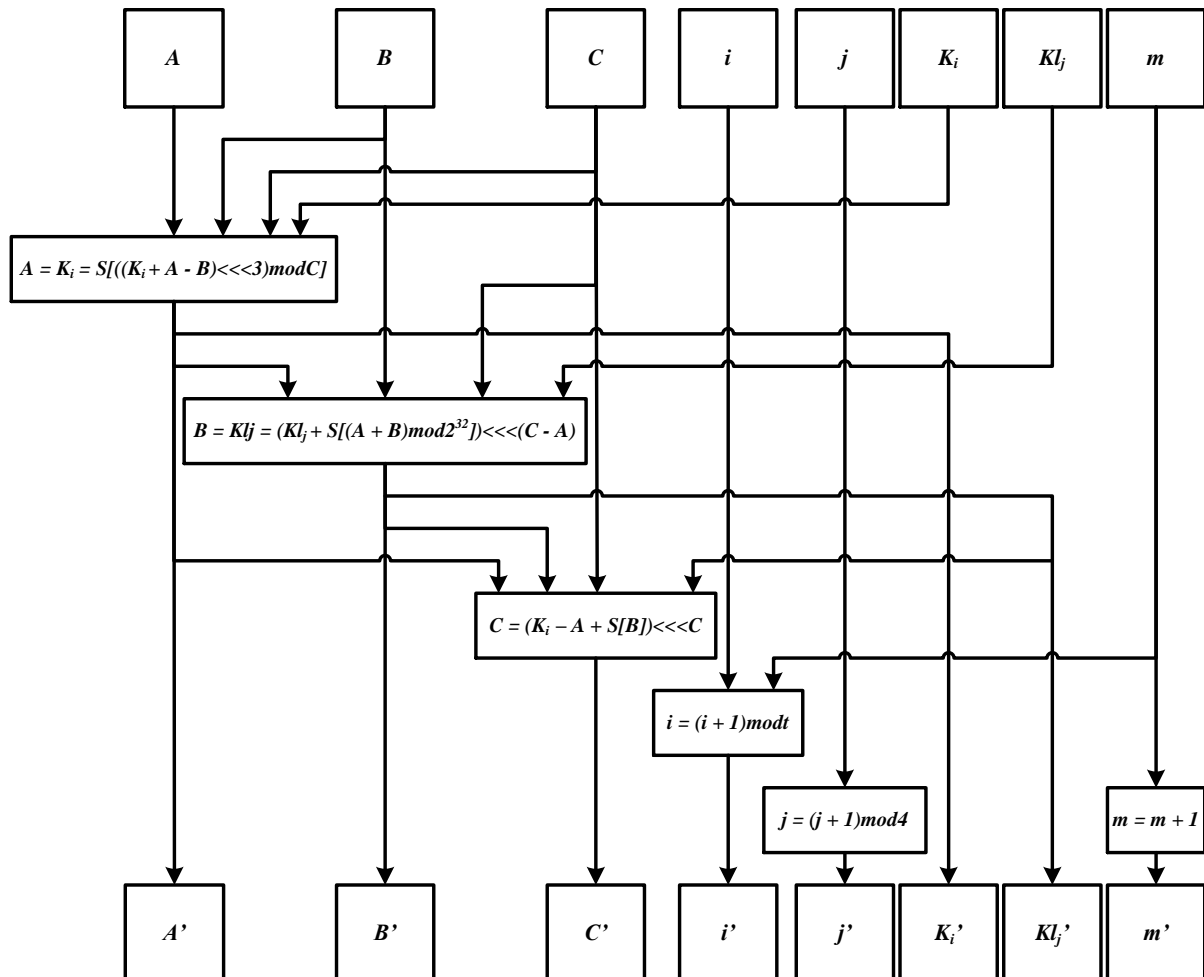 A B C i j Kᵢ Klⱼ m
A = Kᵢ = S[((Kᵢ + A - B)<<<3)modC]
B = Klj = (Klⱼ + S[(A + B)mod2³²])<<<(C - A)
C = (Kᵢ – A + S[B])<<<C
i = (i + 1)modt
j = (j + 1)mod4 m = m + 1
A’ B’ C’ i’ j’ Kᵢ’ Klⱼ’ m’